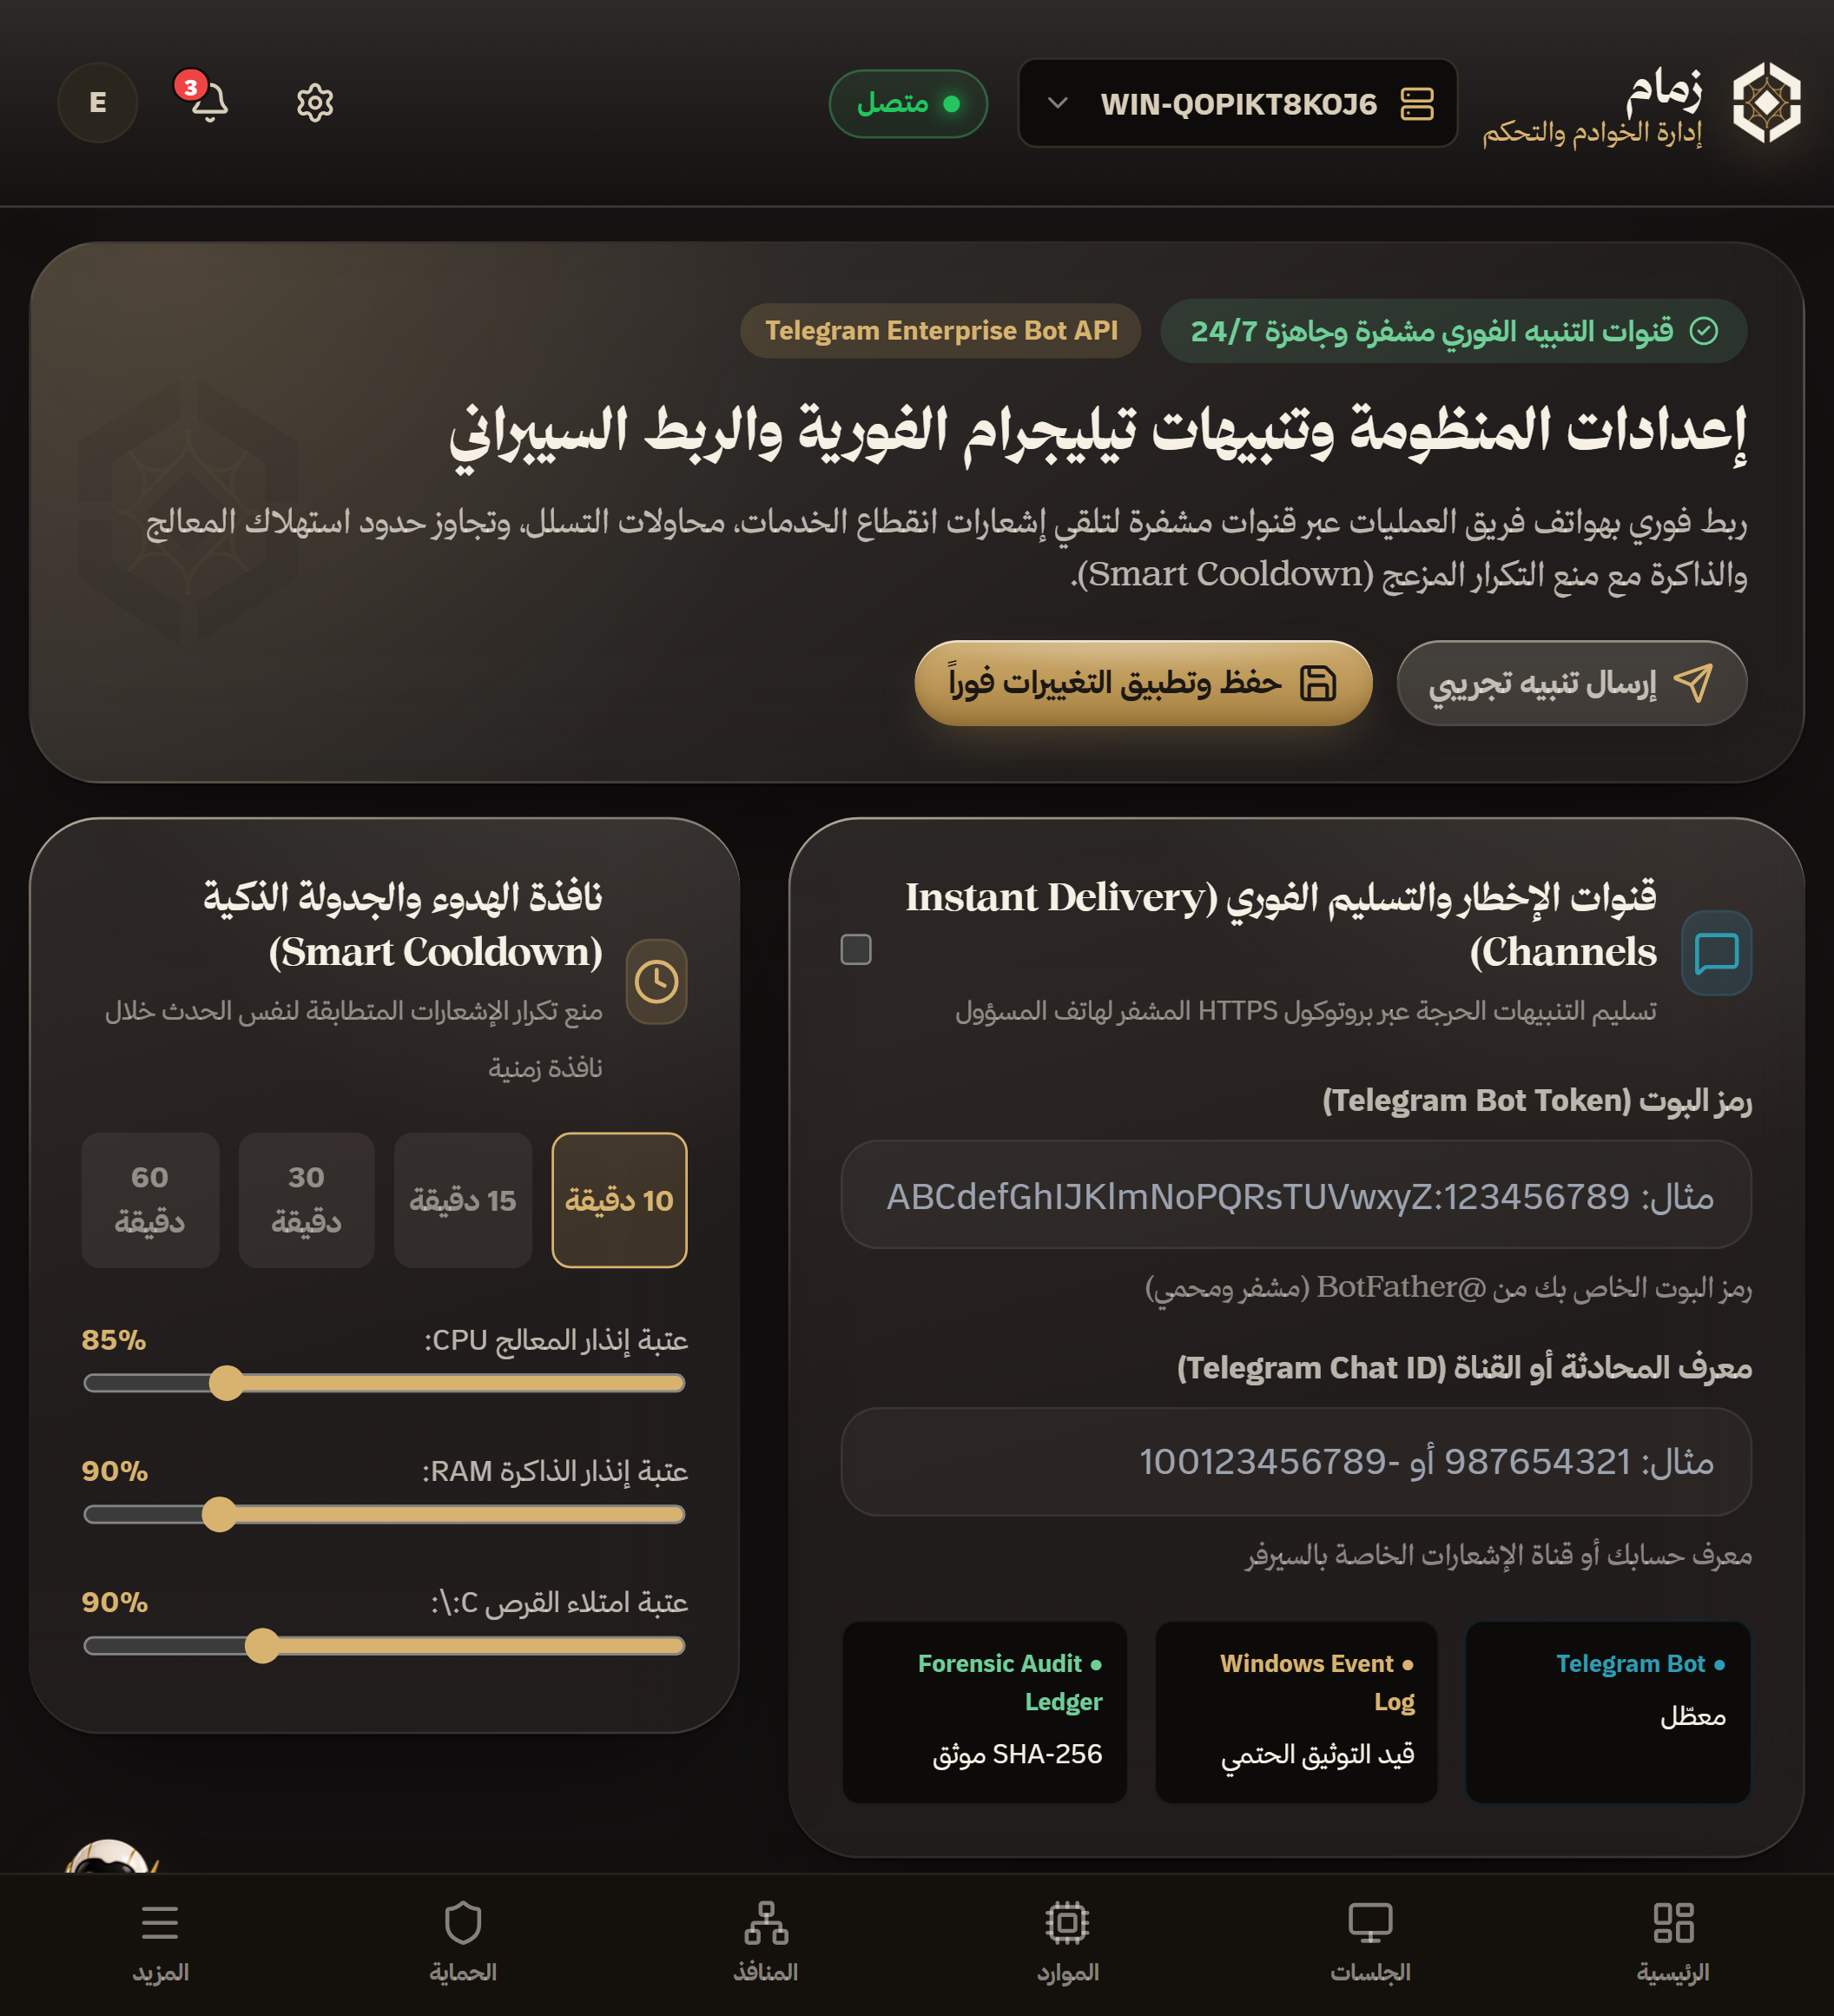 زمام
إدارة الخوادم والتحكم
WIN-QOPIKT8KOJ6
متصل
3
E
قنوات التنبيه الفوري مشفرة وجاهزة 24/7
Telegram Enterprise Bot API
إعدادات المنظومة وتنبيهات تيليجرام الفورية والربط السيبراني
ربط فوري بهواتف فريق العمليات عبر قنوات مشفرة لتلقي إشعارات انقطاع الخدمات، محاولات التسلل، وتجاوز حدود استهلاك المعالج
والذاكرة مع منع التكرار المزعج (Smart Cooldown).
إرسال تنبيه تجريبي
حفظ وتطبيق التغييرات فوراً
قنوات الإخطار والتسليم الفوري (Instant Delivery
Channels)
تسليم التنبيهات الحرجة عبر بروتوكول HTTPS المشفر لهاتف المسؤول
رمز البوت (Telegram Bot Token)
مثال: 123456789:ABCdefGhIJKlmNoPQRsTUVwxyZ
رمز البوت الخاص بك من @BotFather (مشفر ومحمي)
معرف المحادثة أو القناة (Telegram Chat ID)
مثال: 987654321 أو -100123456789
معرف حسابك أو قناة الإشعارات الخاصة بالسيرفر
Telegram Bot
معطّل
Windows Event
Log
قيد التوثيق الحتمي
Forensic Audit
Ledger
SHA-256 موثق
نافذة الهدوء والجدولة الذكية
(Smart Cooldown)
منع تكرار الإشعارات المتطابقة لنفس الحدث خلال
نافذة زمنية
10 دقيقة
15 دقيقة
30
دقيقة
60
دقيقة
عتبة إنذار المعالج CPU:
85%
عتبة إنذار الذاكرة RAM:
90%
عتبة امتلاء القرص C:\:
90%
الرئيسية
الجلسات
الموارد
المنافذ
الحماية
المزيد